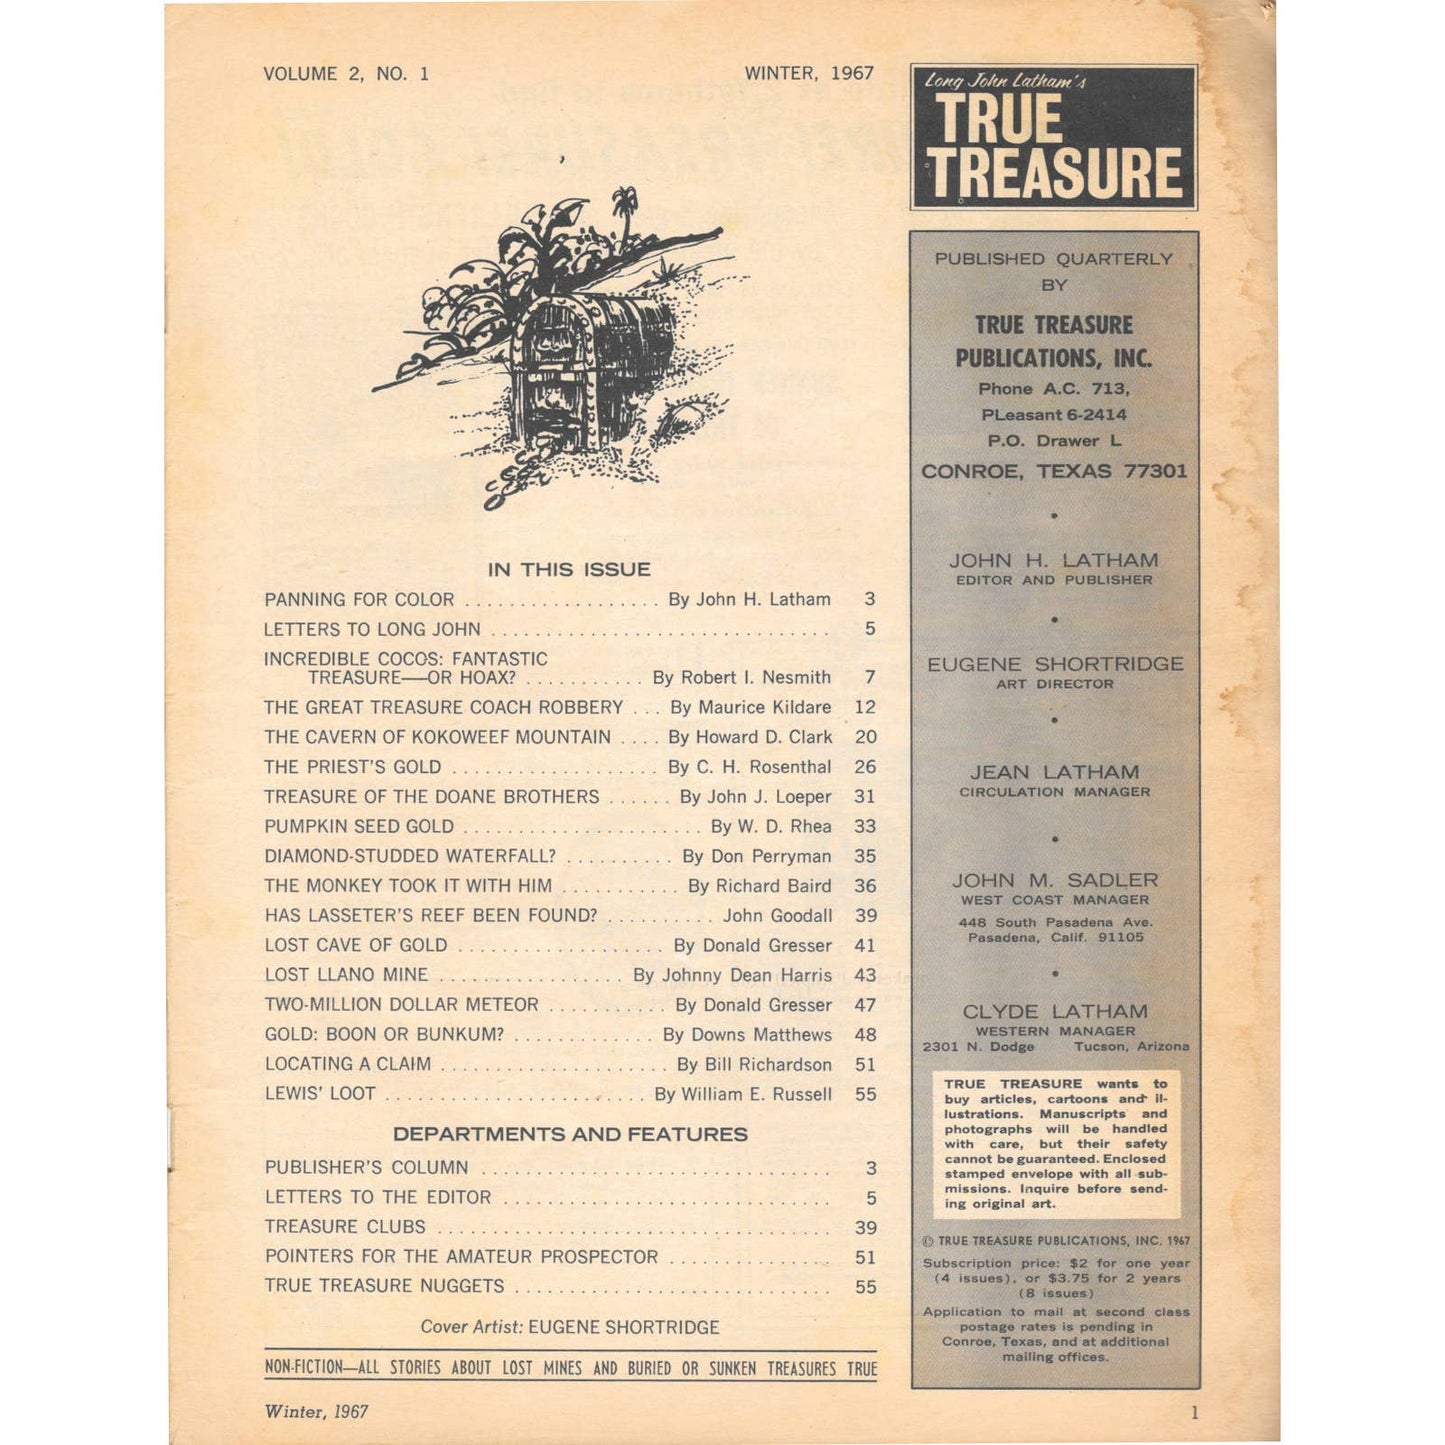 VOLUME 2, NO. 1 WINTER, 1967
Long John Latham's
TRUE
TREASURE
PUBLISHED QUARTERLY
BY
TRUE TREASURE
PUBLICATIONS, INC.
Phone A.C. 713,
PLeasant 6-2414
P.O. Drawer L
CONROE, TEXAS 77301
•
JOHN H. LATHAM
EDITOR AND PUBLISHER
•
EUGENE SHORTRIDGE
ART DIRECTOR
•
JEAN LATHAM
CIRCULATION MANAGER
•
JOHN M. SADLER
WEST COAST MANAGER
448 South Pasadena Ave.
Pasadena, Calif. 91105
•
CLYDE LATHAM
WESTERN MANAGER
2301 N. Dodge Tucson, Arizona
TRUE TREASURE wants to
buy articles, cartoons and il-
lustrations. Manuscripts and
photographs will be handled
with care, but their safety
cannot be guaranteed. Enclosed
stamped envelope with all sub-
missions. Inquire before send-
ing original art.
© TRUE TREASURE PUBLICATIONS, INC. 1967
Subscription price: $2 for one year
(4 issues), or $3.75 for 2 years
(8 issues)
Application to mail at second class
postage rates is pending in
Conroe, Texas, and at additional
mailing offices.
IN THIS ISSUE
PANNING FOR COLOR .................. By John H. Latham 3
LETTERS TO LONG JOHN ............................... 5
INCREDIBLE COCOS: FANTASTIC
TREASURE—OR HOAX? ........... By Robert I. Nesmith 7
THE GREAT TREASURE COACH ROBBERY ... By Maurice Kildare 12
THE CAVERN OF KOKOWEEF MOUNTAIN .... By Howard D. Clark 20
THE PRIEST'S GOLD ................... By C. H. Rosenthal 26
TREASURE OF THE DOANE BROTHERS ...... By John J. Loeper 31
PUMPKIN SEED GOLD ...................... By W. D. Rhea 33
DIAMOND-STUDDED WATERFALL? .......... By Don Perryman 35
THE MONKEY TOOK IT WITH HIM ........... By Richard Baird 36
HAS LASSETER'S REEF BEEN FOUND? .......... John Goodall 39
LOST CAVE OF GOLD ................... By Donald Gresser 41
LOST LLANO MINE ................. By Johnny Dean Harris 43
TWO-MILLION DOLLAR METEOR ........... By Donald Gresser 47
GOLD: BOON OR BUNKUM? ............. By Downs Matthews 48
LOCATING A CLAIM ..................... By Bill Richardson 51
LEWIS' LOOT ........................ By William E. Russell 55
DEPARTMENTS AND FEATURES
PUBLISHER'S COLUMN ................................ 3
LETTERS TO THE EDITOR .............................. 5
TREASURE CLUBS .................................... 39
POINTERS FOR THE AMATEUR PROSPECTOR ............... 51
TRUE TREASURE NUGGETS ............................. 55
Cover Artist: EUGENE SHORTRIDGE
NON-FICTION—ALL STORIES ABOUT LOST MINES AND BURIED OR SUNKEN TREASURES TRUE
Winter, 1967 1